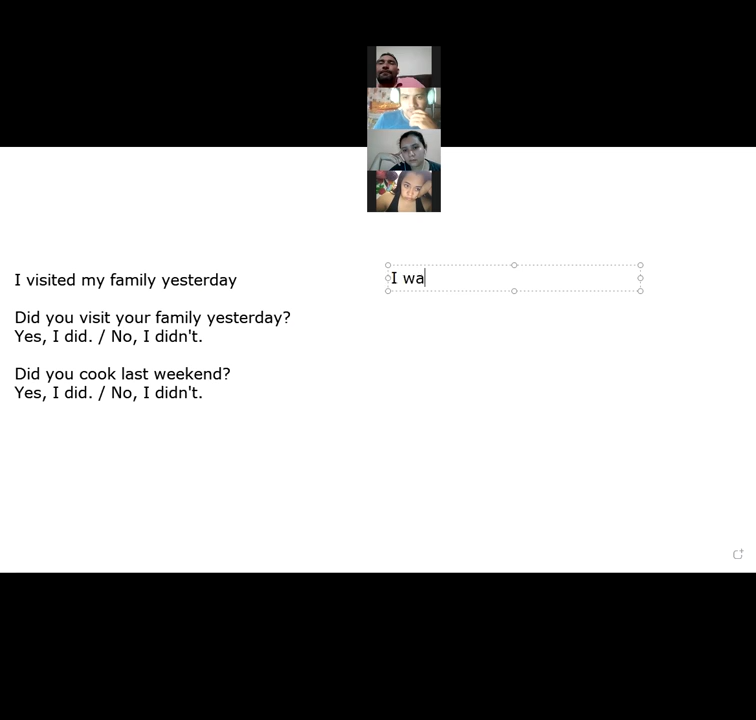 I visited my family yesterday
Did you visit your family yesterday?
Yes, I did. / No, I didn't.
Did you cook last weekend?
Yes, I did. / No, I didn't.
I wa